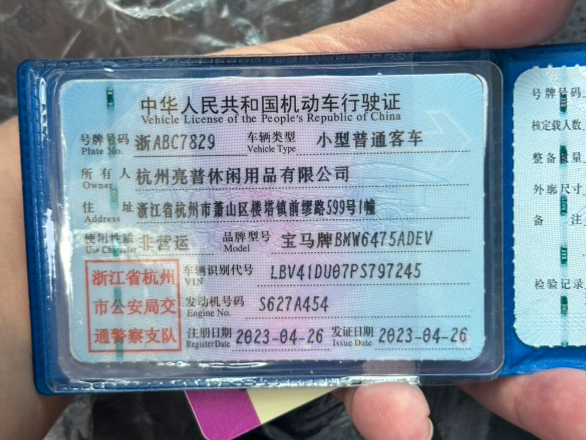 中华人民共和国机动车行驶证
Vehicle License of the People's Republic of China
号牌号码 浙ABC7829 车辆类型 小型普通客车
Plate No. Vehicle Type
所有人 杭州亮普休闲用品有限公司
Owner
住址 浙江省杭州市萧山区楼塔镇前缪路599号1幢
Address
使用性质 非营运 品牌型号 宝马牌BMW6475ADEV
Use Character Model
浙江省杭州
市公安局交
通警察支队
车辆识别代号 LBV41DU07PS797245
VIN
发动机号码 S627A454
Engine No.
注册日期 2023-04-26 发证日期 2023-04-26
Register Date Issue Date
号牌号码
核定载人数
整备质量
外廓尺寸
备注
检验记录